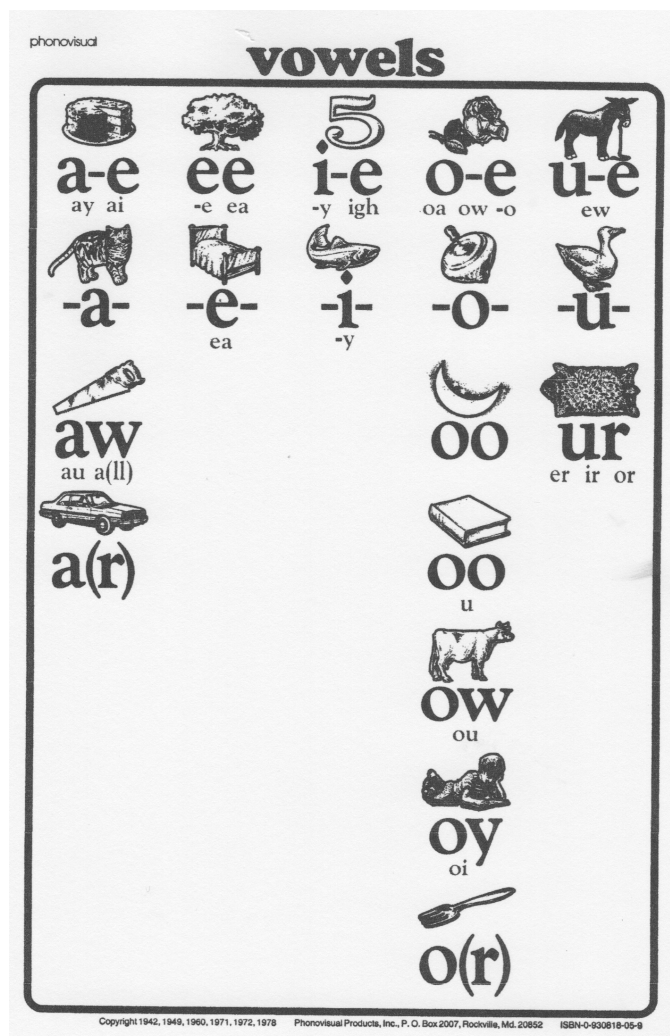 phonovisual
vowels
5
a-e ee i-e o-e u-e
ay ai -e ea -y igh oa ow -o ew
-a- -e- -i- -o- -u-
ea -y
aw oo ur
au a(ll) er ir or
a(r) oo
u
ow
ou
oy
oi
o(r)
Copyright 1942, 1949, 1960, 1971, 1972, 1978 Phonovisual Products, Inc., P. O. Box 2007, Rockville, Md. 20852 ISBN-0-930818-05-9